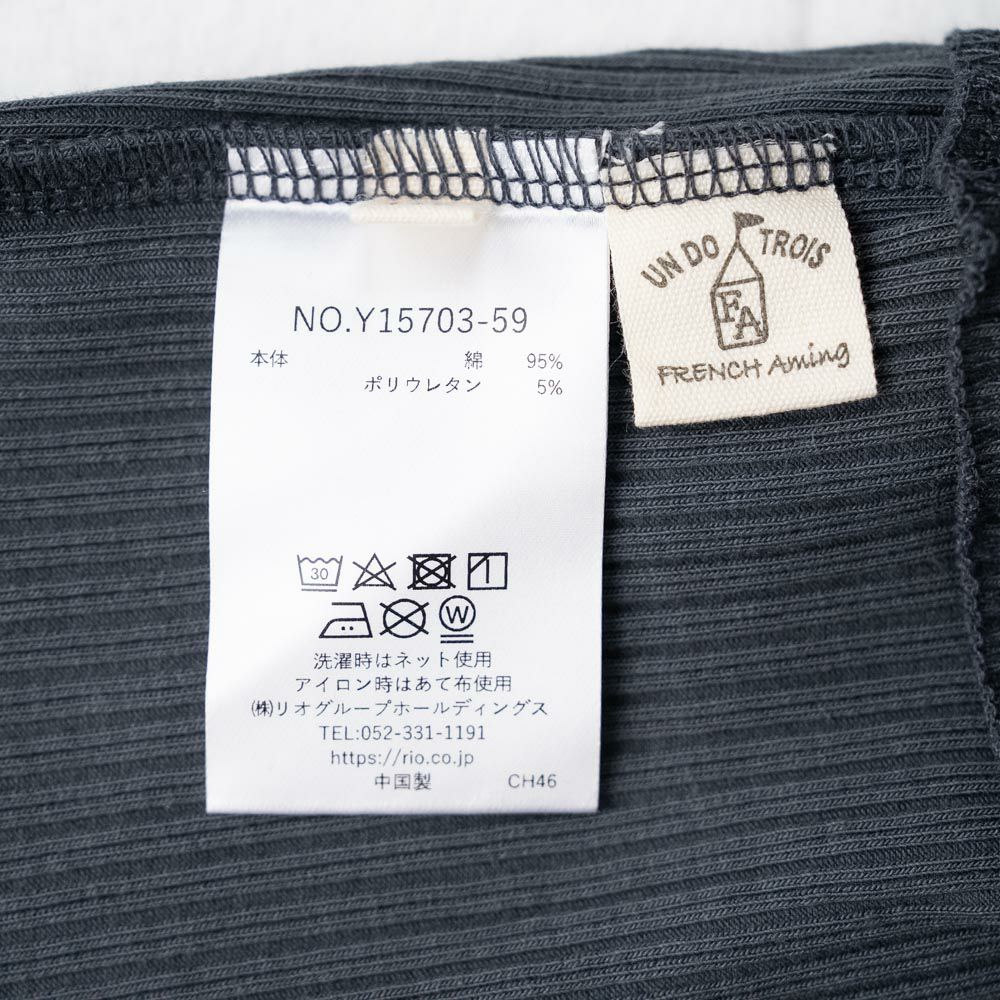 NO.Y15703-59
本体 綿 95%
ポリウレタン 5%
30
W
洗濯時はネット使用
アイロン時はあて布使用
㈱リオグループホールディングス
TEL:052-331-1191
https://rio.co.jp
中国製 CH46
UN DO TROIS
FA
FRENCH Aming